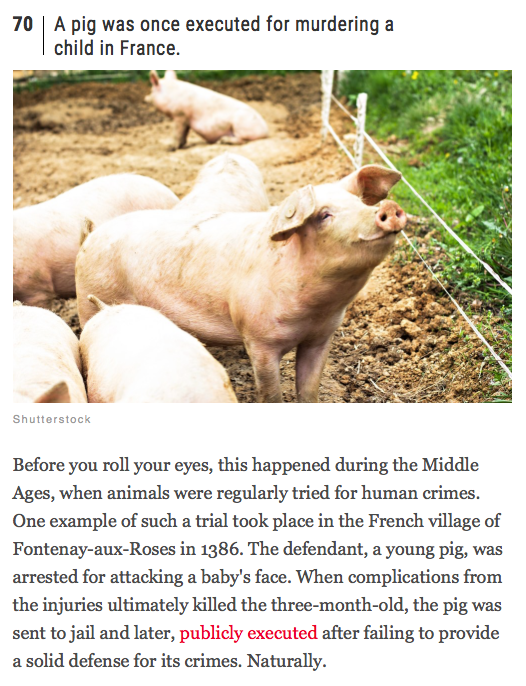 70 A pig was once executed for murdering a
child in France.
Shutterstock
Before you roll your eyes, this happened during the Middle
Ages, when animals were regularly tried for human crimes.
One example of such a trial took place in the French village of
Fontenay-aux-Roses in 1386. The defendant, a young pig, was
arrested for attacking a baby's face. When complications from
the injuries ultimately killed the three-month-old, the pig was
sent to jail and later, publicly executed after failing to provide
a solid defense for its crimes. Naturally.